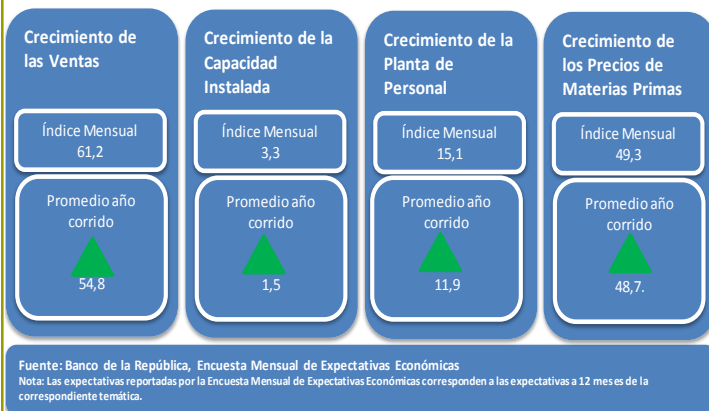 Crecimiento de
las Ventas
Índice Mensual
61,2
Promedio año
corrido
54,8
Crecimiento de la
Capacidad
Instalada
Índice Mensual
3,3
Promedio año
corrido
1,5
Crecimiento de la
Planta de
Personal
Índice Mensual
15,1
Promedio año
corrido
11,9
Crecimiento de
los Precios de
Materias Primas
Índice Mensual
49,3
Promedio año
corrido
48,7.
Fuente: Banco de la República, Encuesta Mensual de Expectativas Económicas
Nota: Las expectativas reportadas por la Encuesta Mensual de Expectativas Económicas corresponden a las expectativas a 12 meses de la
correspondiente temática.